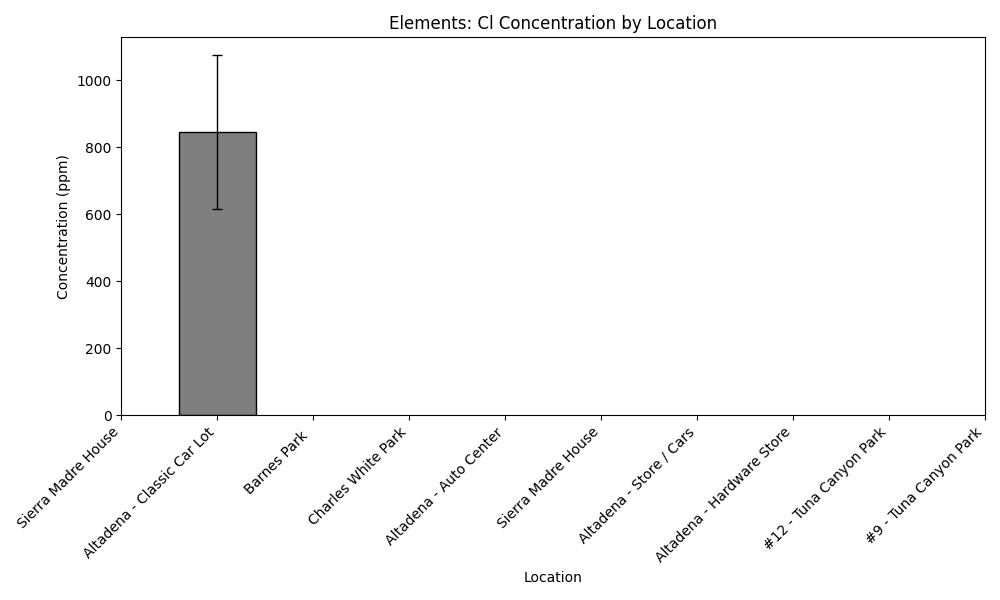 Elements: Cl Concentration by Location
Concentration (ppm)
1000
800
600
400
200
0
Sierra Madre House
Altadena - Classic Car Lot
Barnes Park
Charles White Park
Altadena - Auto Center
Sierra Madre House
Altadena - Store / Cars
Altadena - Hardware Store
#12 - Tuna Canyon Park
#9 - Tuna Canyon Park
Location